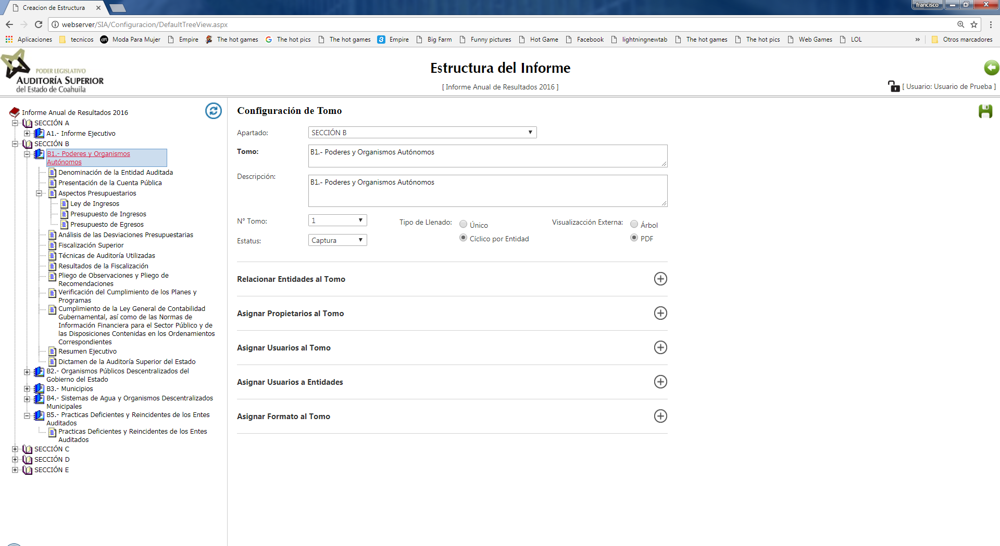 Creacion de Estructura
francisco
webserver/SIA/Configuracion/DefaultTreeView.aspx
Aplicaciones tecnicos dft Moda Para Mujer Empire The hot games The hot pics The hot games Empire Big Farm Funny pictures Hot Game Facebook lightningnewtab The hot games The hot pics Web Games LOL » Otros marcadores
PODER LEGISLATIVO
AUDITORÍA SUPERIOR
del Estado de Coahuila
Estructura del Informe
[ Informe Anual de Resultados 2016 ]
[ Usuario: Usuario de Prueba ]
Informe Anual de Resultados 2016
SECCIÓN A
A1.- Informe Ejecutivo
SECCIÓN B
B1.- Poderes y Organismos
Autónomos
Denominación de la Entidad Auditada
Presentación de la Cuenta Pública
Aspectos Presupuestarios
Ley de Ingresos
Presupuesto de Ingresos
Presupuesto de Egresos
Análisis de las Desviaciones Presupuestarias
Fiscalización Superior
Técnicas de Auditoría Utilizadas
Resultados de la Fiscalización
Pliego de Observaciones y Pliego de
Recomendaciones
Verificación del Cumplimiento de los Planes y
Programas
Cumplimiento de la Ley General de Contabilidad
Gubernamental, así como de las Normas de
Información Financiera para el Sector Público y de
las Disposiciones Contenidas en los Ordenamientos
Correspondientes
Resumen Ejecutivo
Dictamen de la Auditoría Superior del Estado
B2.- Organismos Públicos Descentralizados del
Gobierno del Estado
B3.- Municipios
B4.- Sistemas de Agua y Organismos Descentralizados
Municipales
B5.- Practicas Deficientes y Reincidentes de los Entes
Auditados
Practicas Deficientes y Reincidentes de los Entes
Auditados
SECCIÓN C
SECCIÓN D
SECCIÓN E
Configuración de Tomo
Apartado: SECCIÓN B
Tomo: B1.- Poderes y Organismos Autónomos
Descripción: B1.- Poderes y Organismos Autónomos
N° Tomo: 1 Tipo de Llenado: Único Visualizacción Externa: Árbol
Estatus: Captura Cíclico por Entidad PDF
Relacionar Entidades al Tomo
Asignar Propietarios al Tomo
Asignar Usuarios al Tomo
Asignar Usuarios a Entidades
Asignar Formato al Tomo